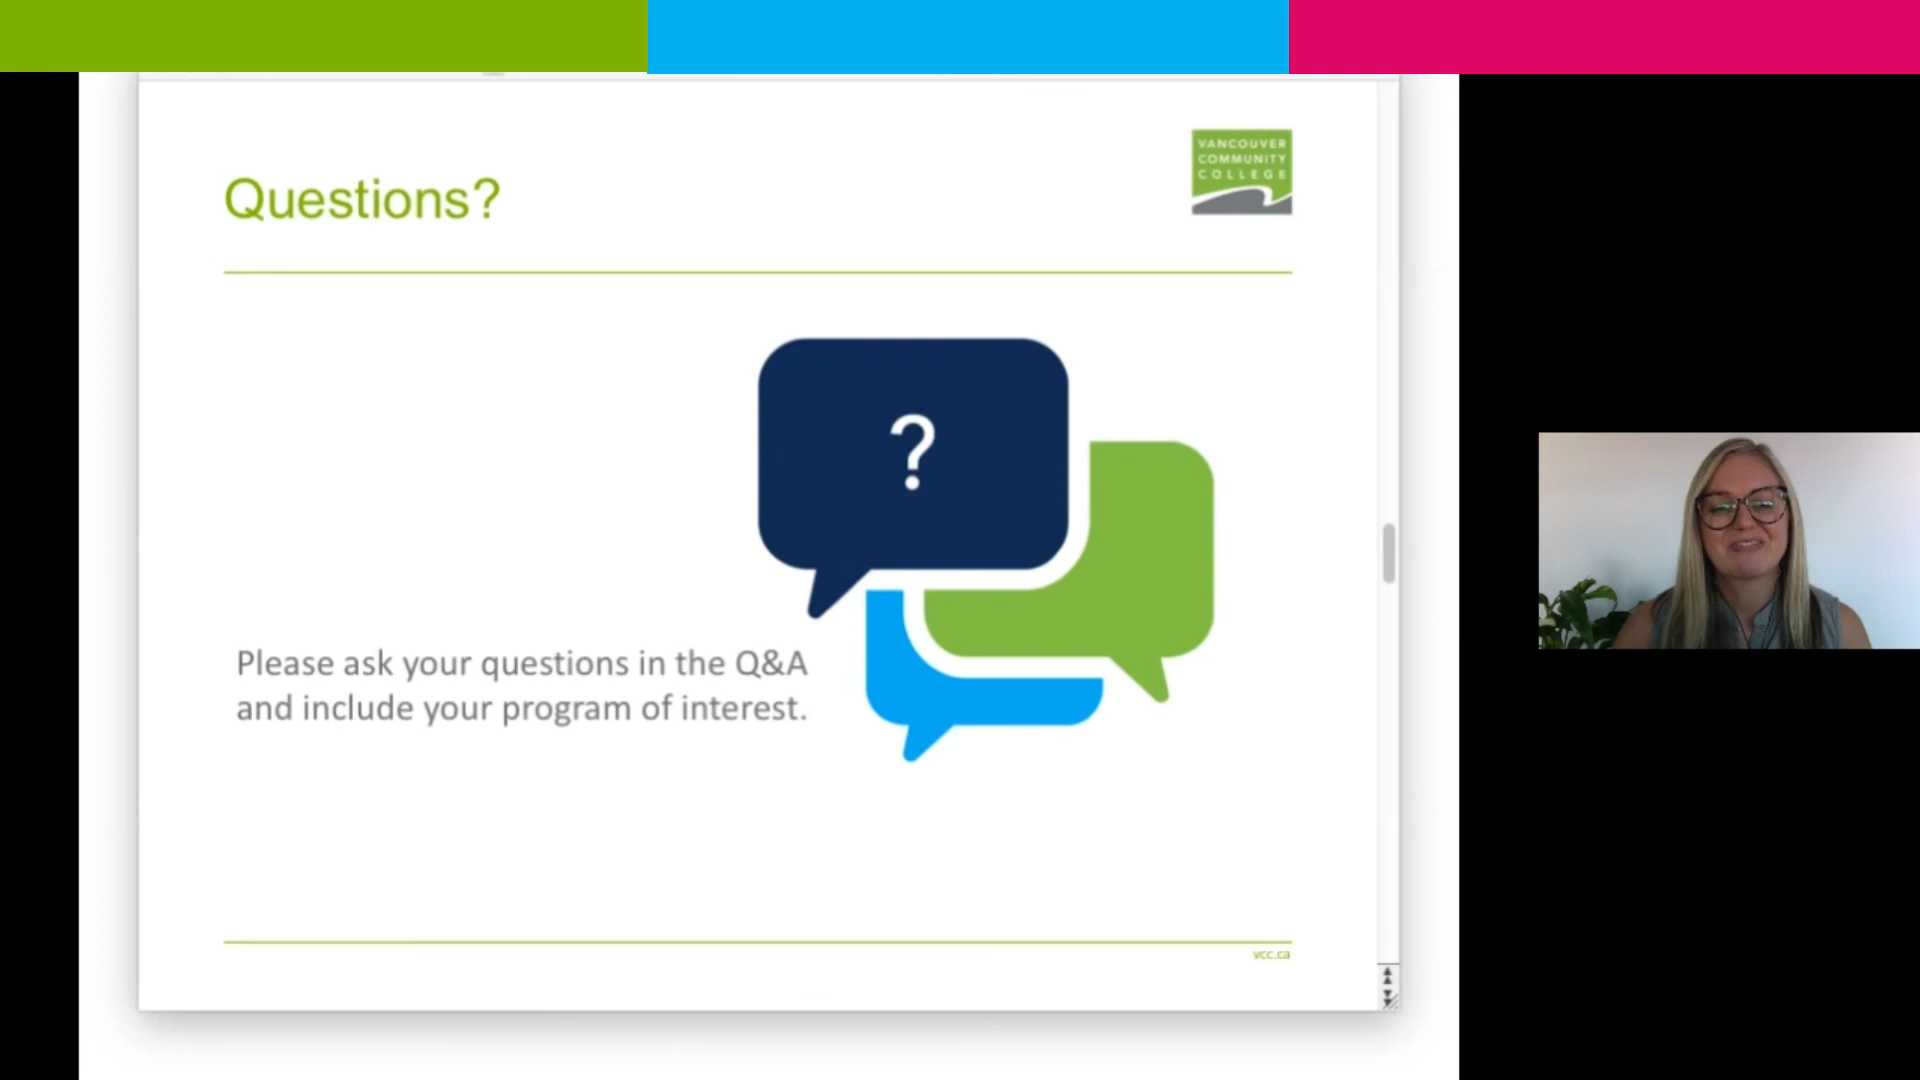 VANCOUVER
COMMUNITY
COLLEGE
Questions?
?
Please ask your questions in the Q&A
and include your program of interest.
vcc.ca